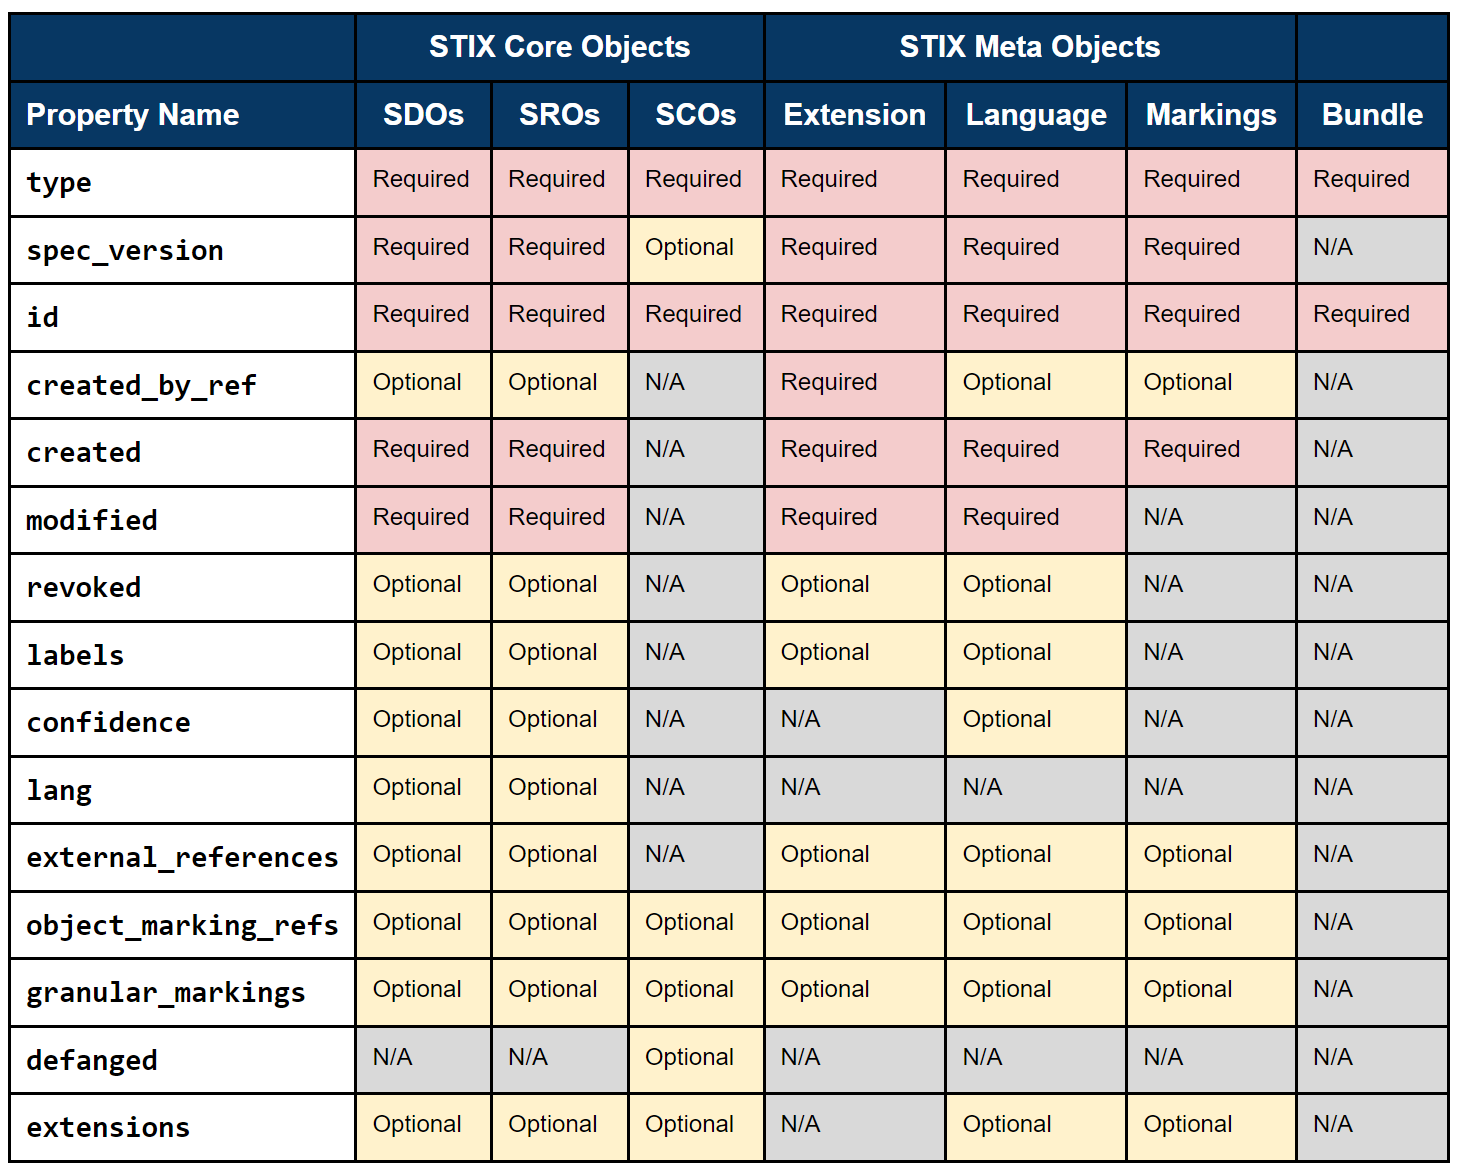 STIX Core Objects STIX Meta Objects
Property Name SDOs SROs SCOs Extension Language Markings Bundle
type Required Required Required Required Required Required Required
spec_version Required Required Optional Required Required Required N/A
id Required Required Required Required Required Required Required
created_by_ref Optional Optional N/A Required Optional Optional N/A
created Required Required N/A Required Required Required N/A
modified Required Required N/A Required Required N/A N/A
revoked Optional Optional N/A Optional Optional N/A N/A
labels Optional Optional N/A Optional Optional N/A N/A
confidence Optional Optional N/A N/A Optional N/A N/A
lang Optional Optional N/A N/A N/A N/A N/A
external_references Optional Optional N/A Optional Optional Optional N/A
object_marking_refs Optional Optional Optional Optional Optional Optional N/A
granular_markings Optional Optional Optional Optional Optional Optional N/A
defanged N/A N/A Optional N/A N/A N/A N/A
extensions Optional Optional Optional N/A Optional Optional N/A